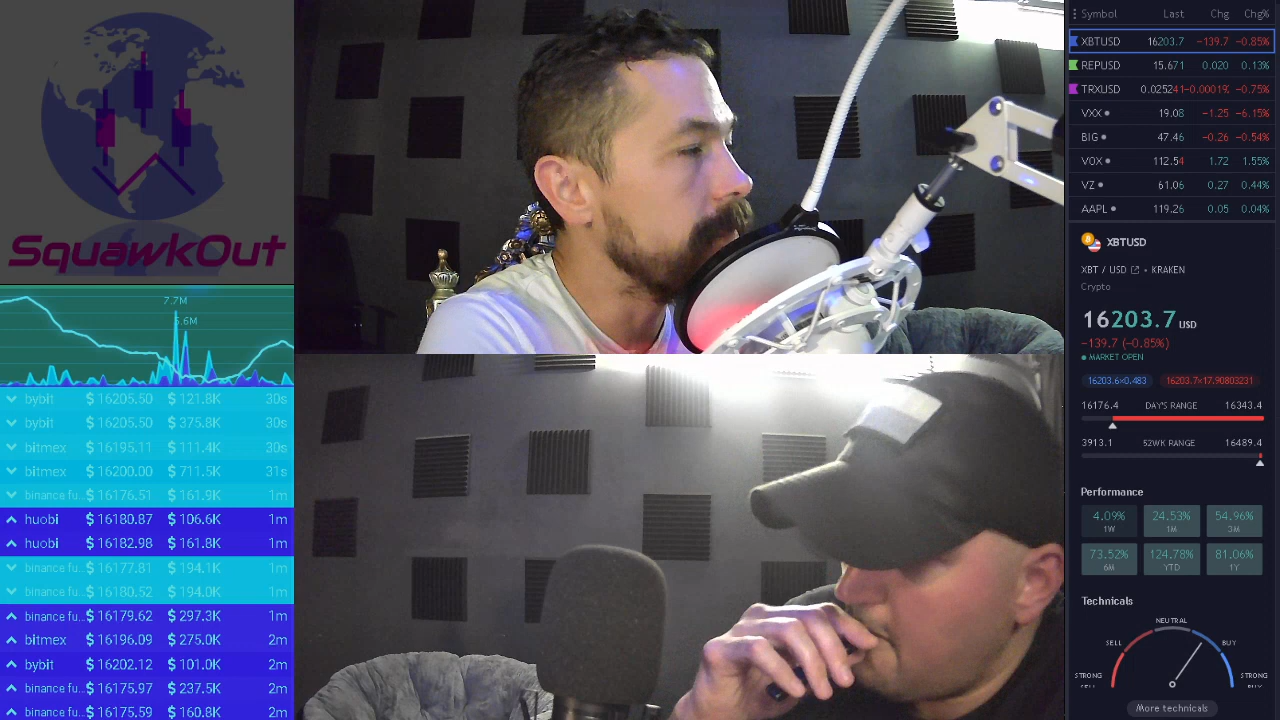 SquawkOut
7.7M
5.6M
bybit $ 16205.50 $ 121.8K 30s
bybit $ 16205.50 $ 375.8K 30s
bitmex $ 16195.11 $ 111.4K 30s
bitmex $ 16200.00 $ 711.5K 31s
binance fu... $ 16176.51 $ 161.9K 1m
huobi $ 16180.87 $ 106.6K 1m
huobi $ 16182.98 $ 161.8K 1m
binance fu... $ 16177.81 $ 194.1K 1m
binance fu... $ 16180.52 $ 194.0K 1m
binance fu... $ 16179.62 $ 297.3K 1m
bitmex $ 16196.09 $ 275.0K 2m
bybit $ 16202.12 $ 101.0K 2m
binance fu... $ 16175.97 $ 237.5K 2m
binance fu... $ 16175.59 $ 160.8K 2m
Symbol Last Chg Chg%
XBTUSD 16203.7 −139.7 −0.85%
REPUSD 15.671 0.020 0.13%
TRXUSD 0.025241 −0.00019 −0.75%
VXX 19.08 −1.25 −6.15%
BIG 47.46 −0.26 −0.54%
VOX 112.54 1.72 1.55%
VZ 61.06 0.27 0.44%
AAPL 119.26 0.05 0.04%
XBTUSD
XBT / USD • KRAKEN
Crypto
16203.7 USD
−139.7 (−0.85%)
MARKET OPEN
16203.6×0.483 16203.7×17.90803231
16176.4 DAY'S RANGE 16343.4
3913.1 52WK RANGE 16489.4
Performance
4.09% 24.53% 54.96%
1W 1M 3M
73.52% 124.78% 81.06%
6M YTD 1Y
Technicals
NEUTRAL
SELL BUY
STRONG STRONG
SELL BUY
More technicals